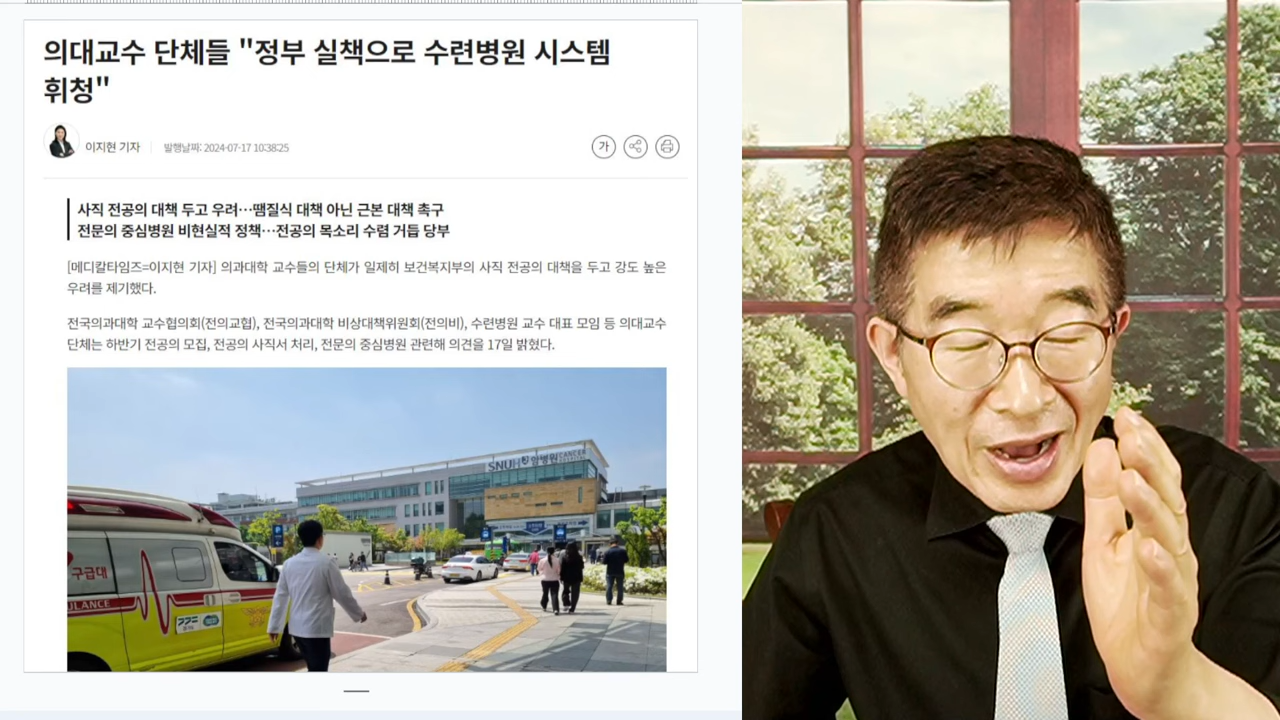 의대교수 단체들 "정부 실책으로 수련병원 시스템
휘청"
이지현 기자 발행날짜: 2024-07-17 10:38:25
가
사직 전공의 대책 두고 우려…땜질식 대책 아닌 근본 대책 촉구
전문의 중심병원 비현실적 정책…전공의 목소리 수렴 거듭 당부
[메디칼타임즈=이지현 기자] 의과대학 교수들의 단체가 일제히 보건복지부의 사직 전공의 대책을 두고 강도 높은
우려를 제기했다.
전국의과대학 교수협의회(전의교협), 전국의과대학 비상대책위원회(전의비), 수련병원 교수 대표 모임 등 의대교수
단체는 하반기 전공의 모집, 전공의 사직서 처리, 전문의 중심병원 관련해 의견을 17일 밝혔다.
SNUH 암병원 CANCER
구급대
ULANCE